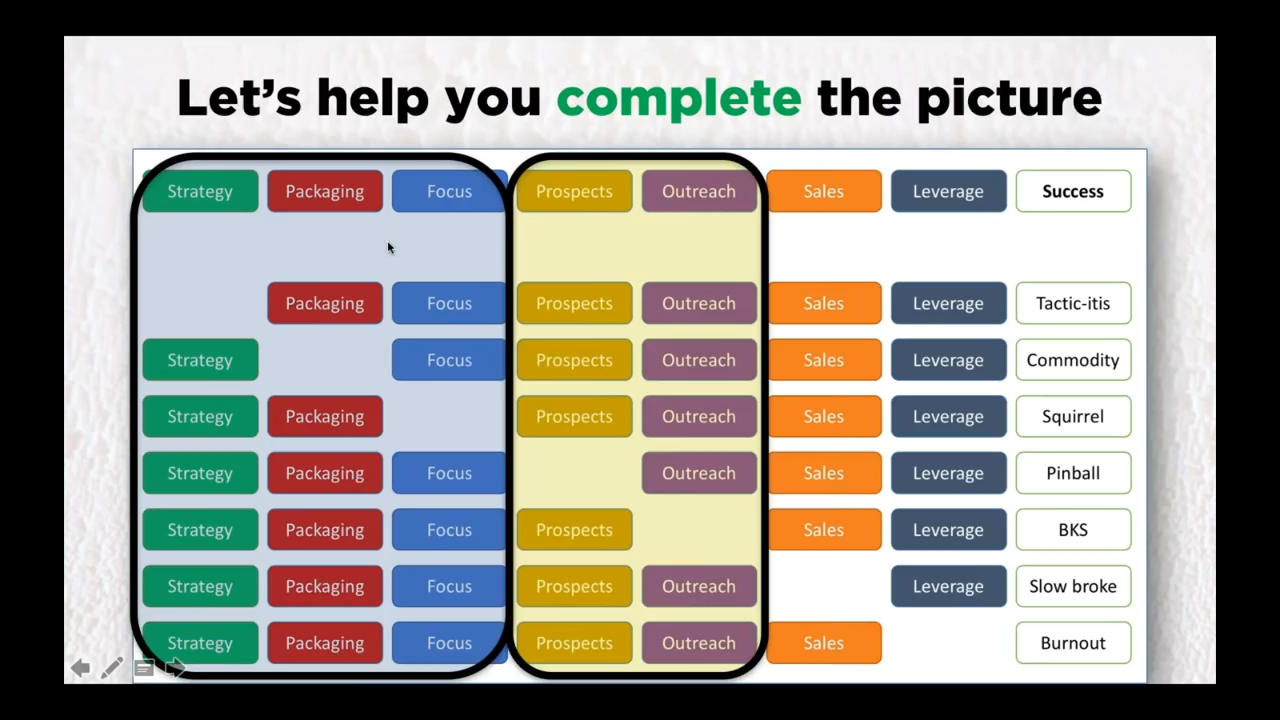 Let's help you complete the picture
Strategy Packaging Focus Prospects Outreach Sales Leverage Success
Packaging Focus Prospects Outreach Sales Leverage Tactic-itis
Strategy Focus Prospects Outreach Sales Leverage Commodity
Strategy Packaging Prospects Outreach Sales Leverage Squirrel
Strategy Packaging Focus Outreach Sales Leverage Pinball
Strategy Packaging Focus Prospects Sales Leverage BKS
Strategy Packaging Focus Prospects Outreach Leverage Slow broke
Strategy Packaging Focus Prospects Outreach Sales Burnout